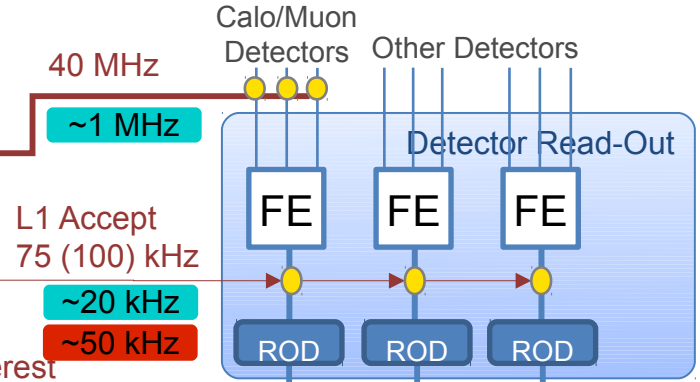 Calo/Muon
Detectors
Other Detectors
40 MHz
~1 MHz
Detector Read-Out
FE
FE
FE
L1 Accept
75 (100) kHz
~20 kHz
~50 kHz
ROD
ROD
ROD
erest